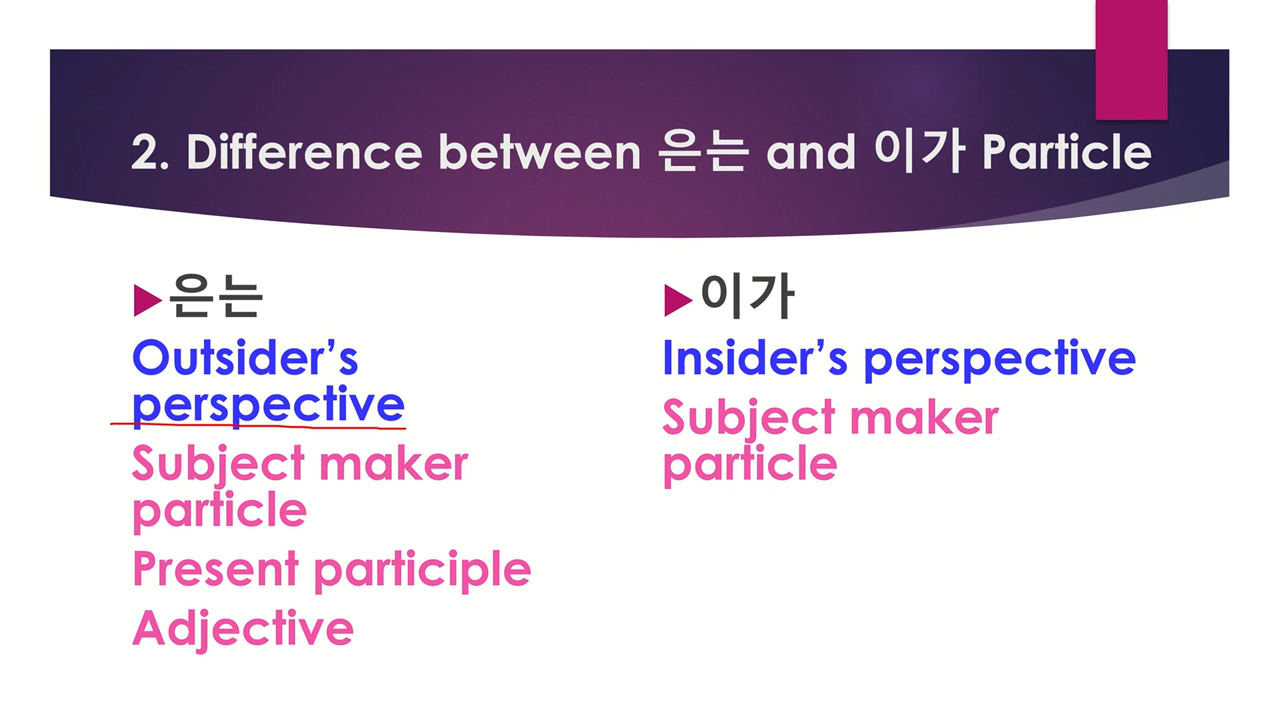 2. Difference between 은는 and 이가 Particle
은는
Outsider’s
perspective
Subject maker
particle
Present participle
Adjective
이가
Insider’s perspective
Subject maker
particle